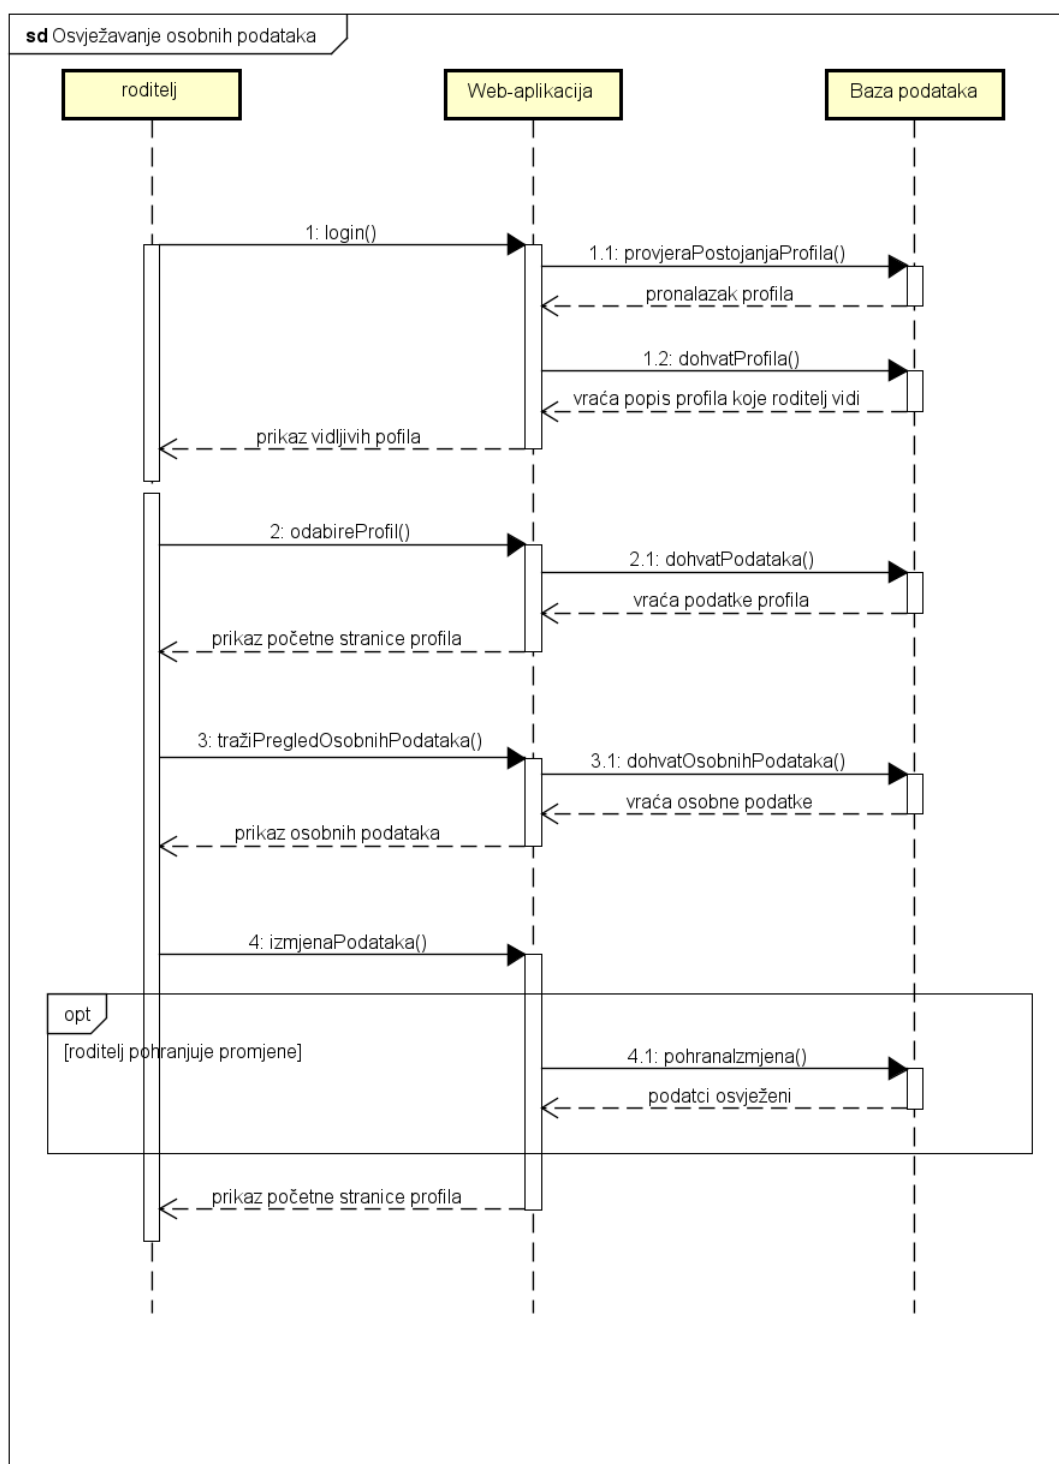 sd Osvježavanje osobnih podataka
roditelj
Web-aplikacija
Baza podataka
1: login()
1.1: provjeraPostojanjaProfila()
pronalazak profila
1.2: dohvatProfila()
vraća popis profila koje roditelj vidi
prikaz vidljivih pofila
2: odabireProfil()
2.1: dohvatPodataka()
vraća podatke profila
prikaz početne stranice profila
3: tražiPregledOsobnihPodataka()
3.1: dohvatOsobnihPodataka()
vraća osobne podatke
prikaz osobnih podataka
4: izmjenaPodataka()
opt
[roditelj pohranjuje promjene]
4.1: pohranaIzmjena()
podatci osvježeni
prikaz početne stranice profila